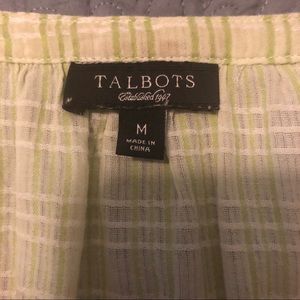 TALBOTS
Established 1947
M
MADE IN
CHINA